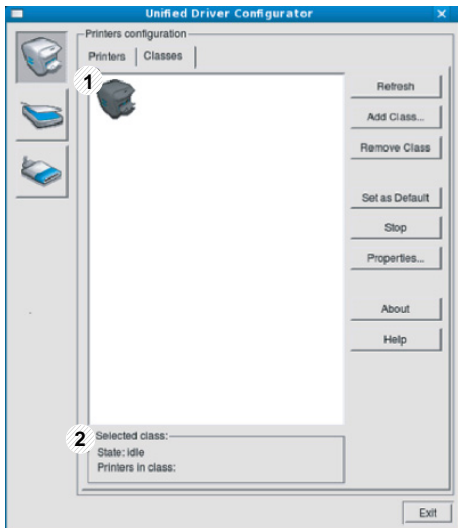 Unified Driver Configurator
Printers configuration
Printers
Classes
1
Refresh
Add Class...
Remove Class
Set as Default
Stop
Properties...
About
Help
2
Selected class:
State: idle
Printers in class:
Exit